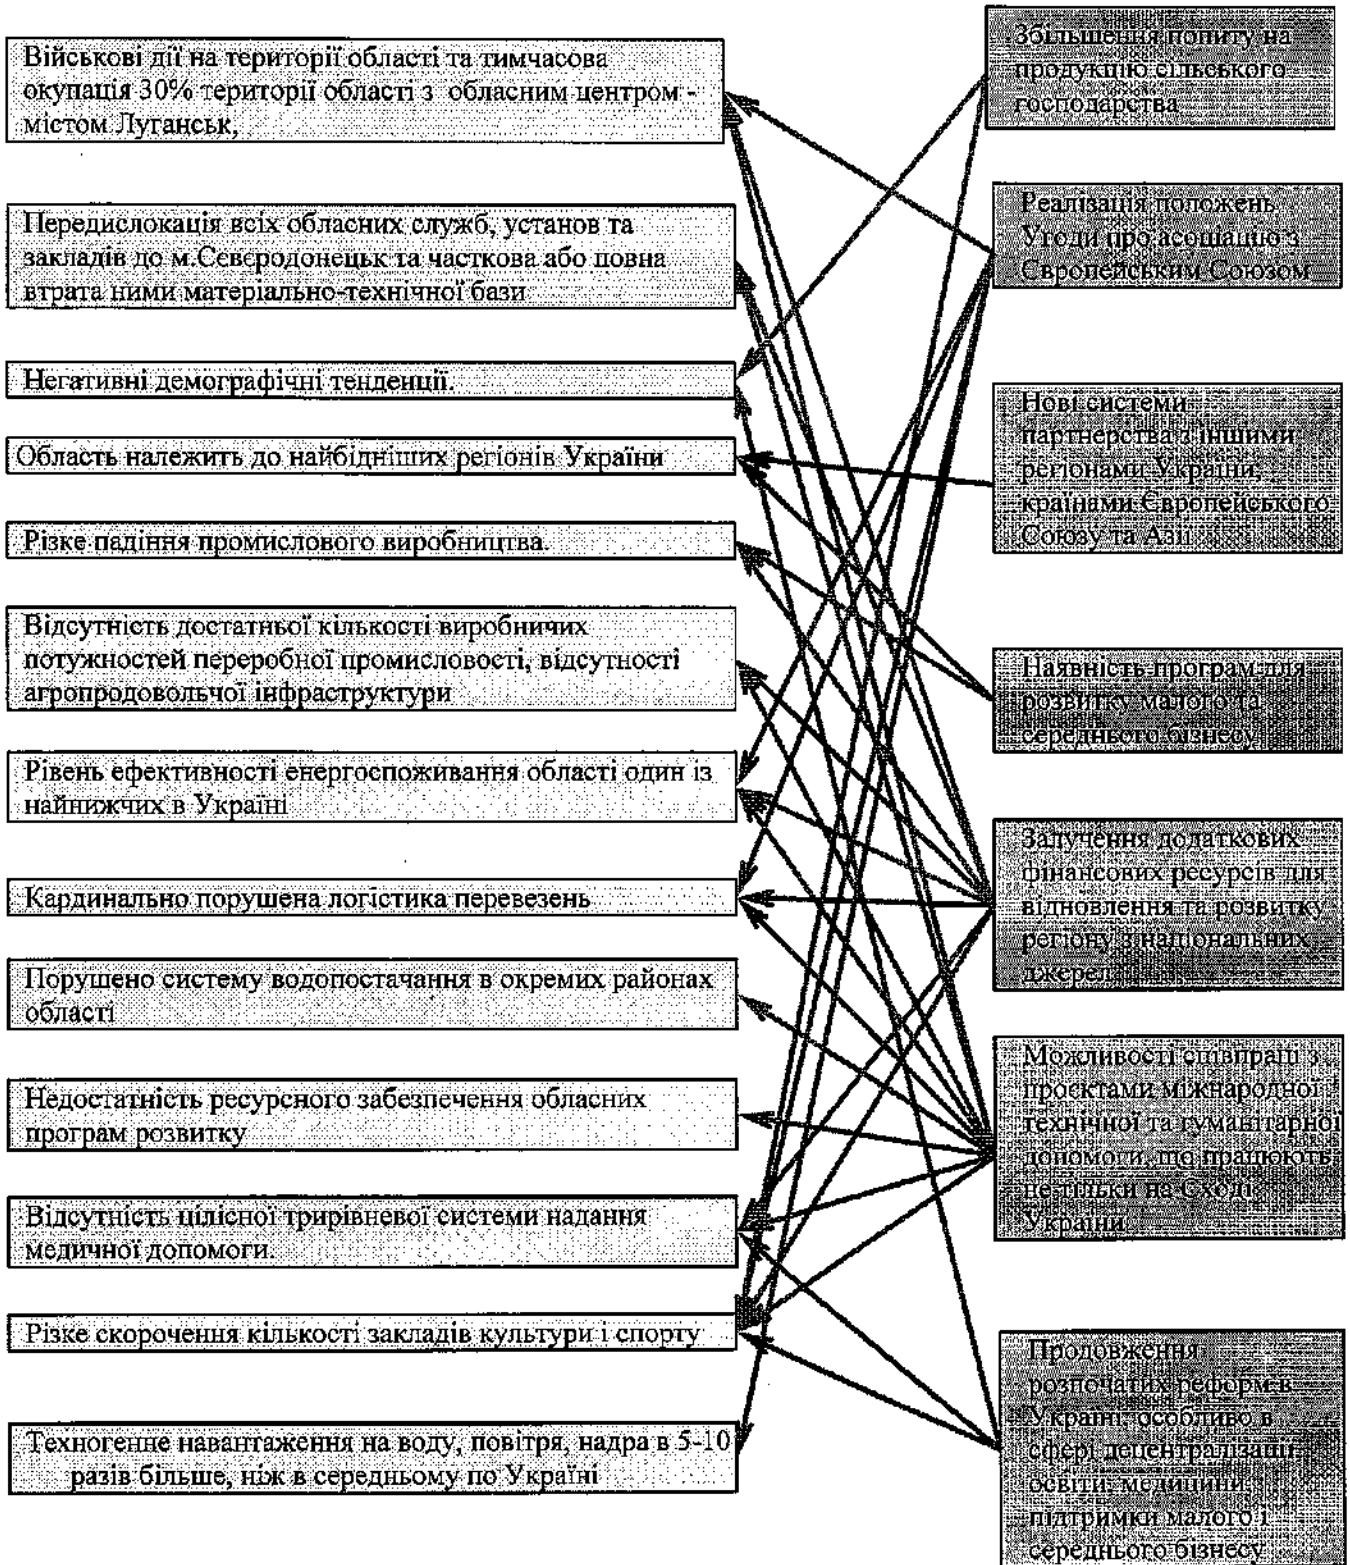 Військові дії на території області та тимчасова
окупація 30% території області з обласним центром -
містом Луганськ,
Передислокація всіх обласних служб, установ та
закладів до м.Сєвєродонецьк та часткова або повна
втрата ними матеріально-технічної бази
Негативні демографічні тенденції.
Область належить до найбідніших регіонів України
Різке падіння промислового виробництва.
Відсутність достатньої кількості виробничих
потужностей переробної промисловості, відсутності
агропродовольчої інфраструктури
Рівень ефективності енергоспоживання області один із
найнижчих в Україні
Кардинально порушена логістика перевезень
Порушено систему водопостачання в окремих районах
області
Недостатність ресурсного забезпечення обласних
програм розвитку
Відсутність цілісної трирівневої системи надання
медичної допомоги.
Різке скорочення кількості закладів культури і спорту
Техногенне навантаження на воду, повітря, надра в 5-10
разів більше, ніж в середньому по Україні
Збільшення попиту на
продукцію сільського
господарства
Реалізація положень
Угоди про асоціацію з
Європейським Союзом
Нові системи
партнерства з іншими
регіонами України,
країнами Європейського
Союзу та Азії
Наявність програм для
розвитку малого та
середнього бізнесу
Залучення додаткових
фінансових ресурсів для
відновлення та розвитку
регіону з національних
джерел
Можливості співпраці з
проєктами міжнародної
технічної та гуманітарної
допомоги, що працюють
не тільки на Сході
України
Продовження
розпочатих реформ в
Україні, особливо в
сфері децентралізації,
освіти, медицини,
підтримки малого і
середнього бізнесу